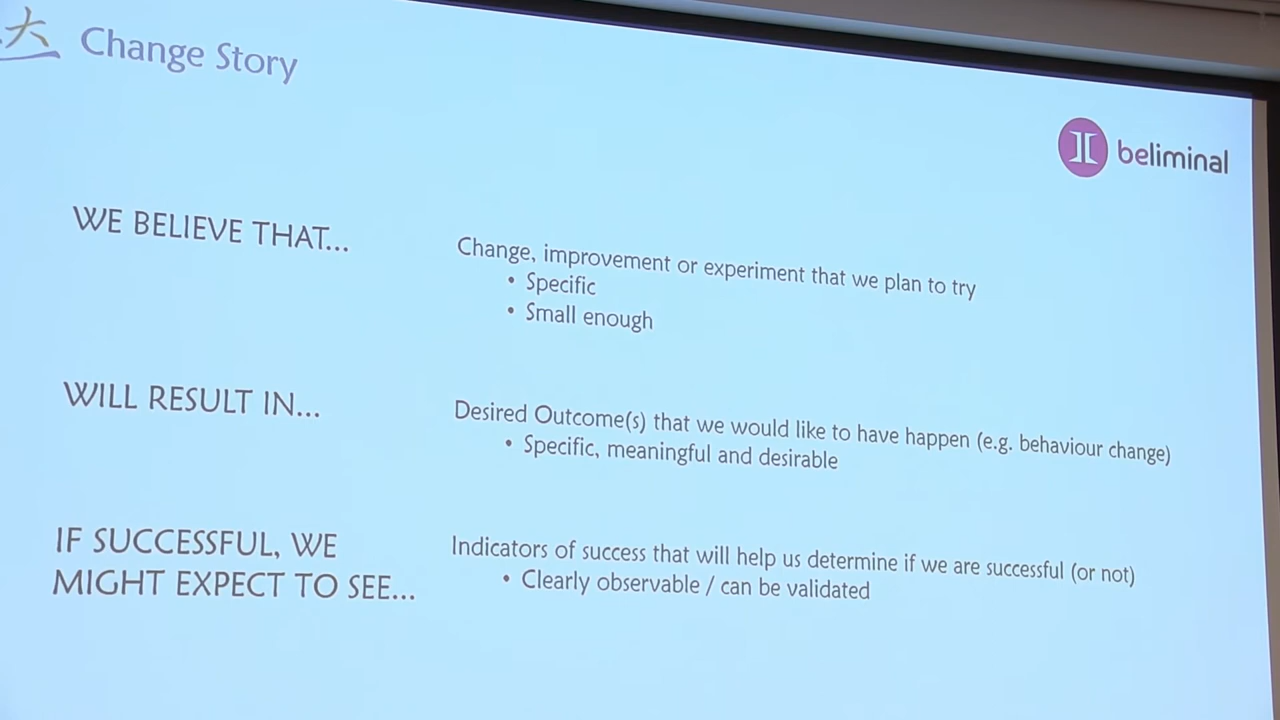 大
Change Story
beliminal
WE BELIEVE THAT...
Change, improvement or experiment that we plan to try
• Specific
• Small enough
WILL RESULT IN...
Desired Outcome(s) that we would like to have happen (e.g. behaviour change)
• Specific, meaningful and desirable
IF SUCCESSFUL, WE
MIGHT EXPECT TO SEE...
Indicators of success that will help us determine if we are successful (or not)
• Clearly observable / can be validated